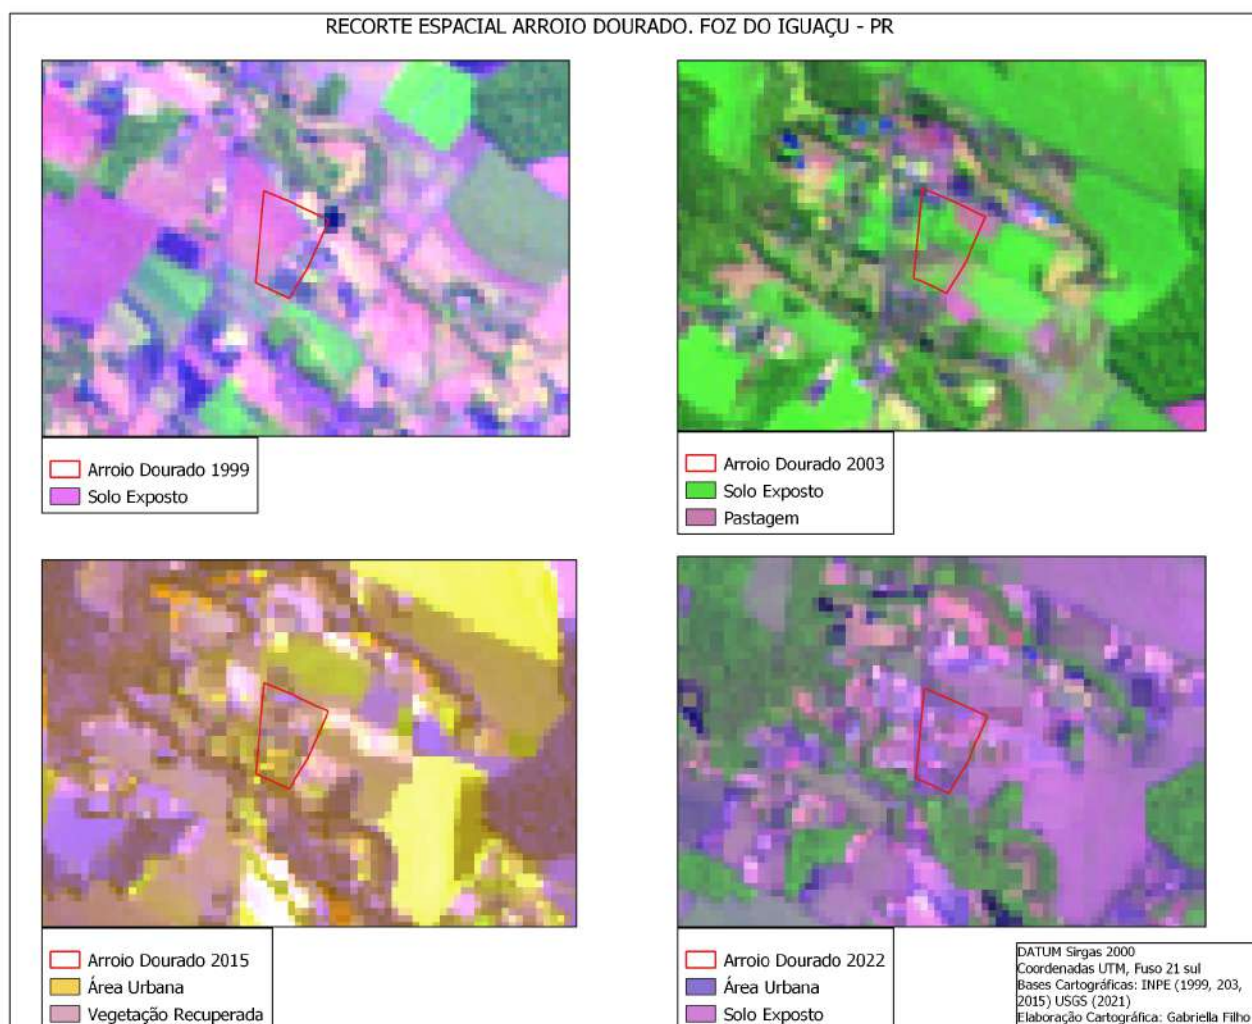 RECORTE ESPACIAL ARROIO DOURADO. FOZ DO IGUAÇU - PR
Arroio Dourado 1999
Solo Exposto
Arroio Dourado 2003
Solo Exposto
Pastagem
Arroio Dourado 2015
Área Urbana
Vegetação Recuperada
Arroio Dourado 2022
Área Urbana
Solo Exposto
DATUM Sirgas 2000
Coordenadas UTM, Fuso 21 sul
Bases Cartográficas: INPE (1999, 203,
2015) USGS (2021)
Elaboração Cartográfica: Gabriella Filho